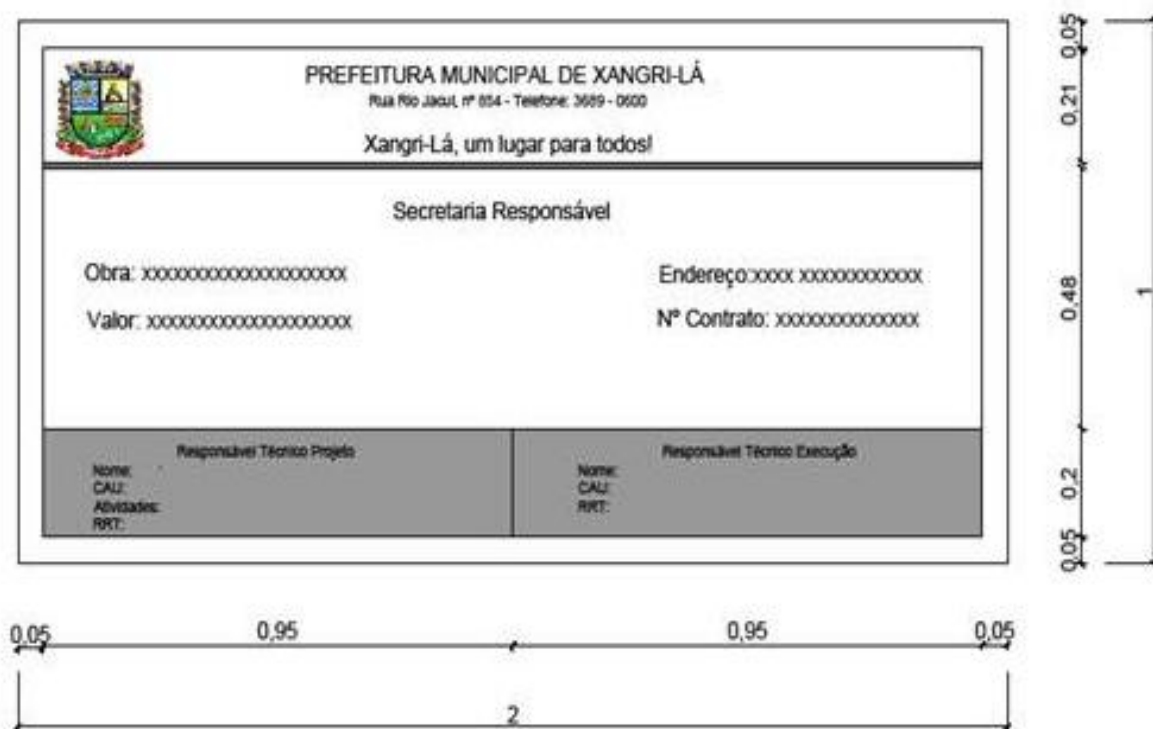 PREFEITURA MUNICIPAL DE XANGRI-LÁ
Rua Rio Jacuí, nº 854 - Telefone: 3689 - 0600
Xangri-Lá, um lugar para todos!
Secretaria Responsável
Obra: xxxxxxxxxxxxxxxxxxxxx
Endereço:xxxx xxxxxxxxxxxxx
Valor: xxxxxxxxxxxxxxxxxxxxx
Nº Contrato: xxxxxxxxxxxxxxx
Responsável Técnico Projeto
Nome:
CAU:
Atividades:
RRT:
Responsável Técnico Execução
Nome:
CAU:
RRT:
0,05
0,21
0,48
0,2
0,05
1
0,05
0,95
0,95
0,05
2